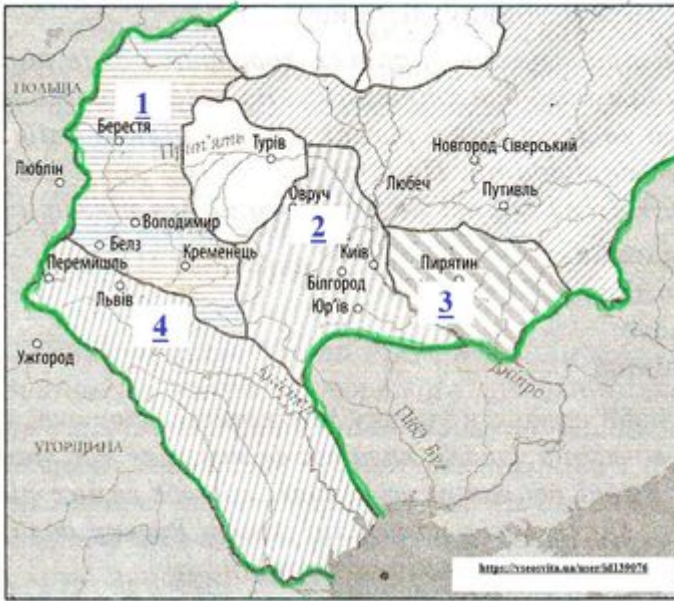 ПОЛЬЩА
1
Берестя
Люблін
Прип'ять
Турів
Новгород-Сіверський
Любеч
Путивль
Овруч
2
Володимир
Белз
Кременець
Перемишль
Львів
Київ
Білгород
Юр'їв
Пирятин
3
4
Ужгород
Дністер
Дніпро
Півд Буг
УГОРЩИНА
https://vseosvita.ua/user/id139076